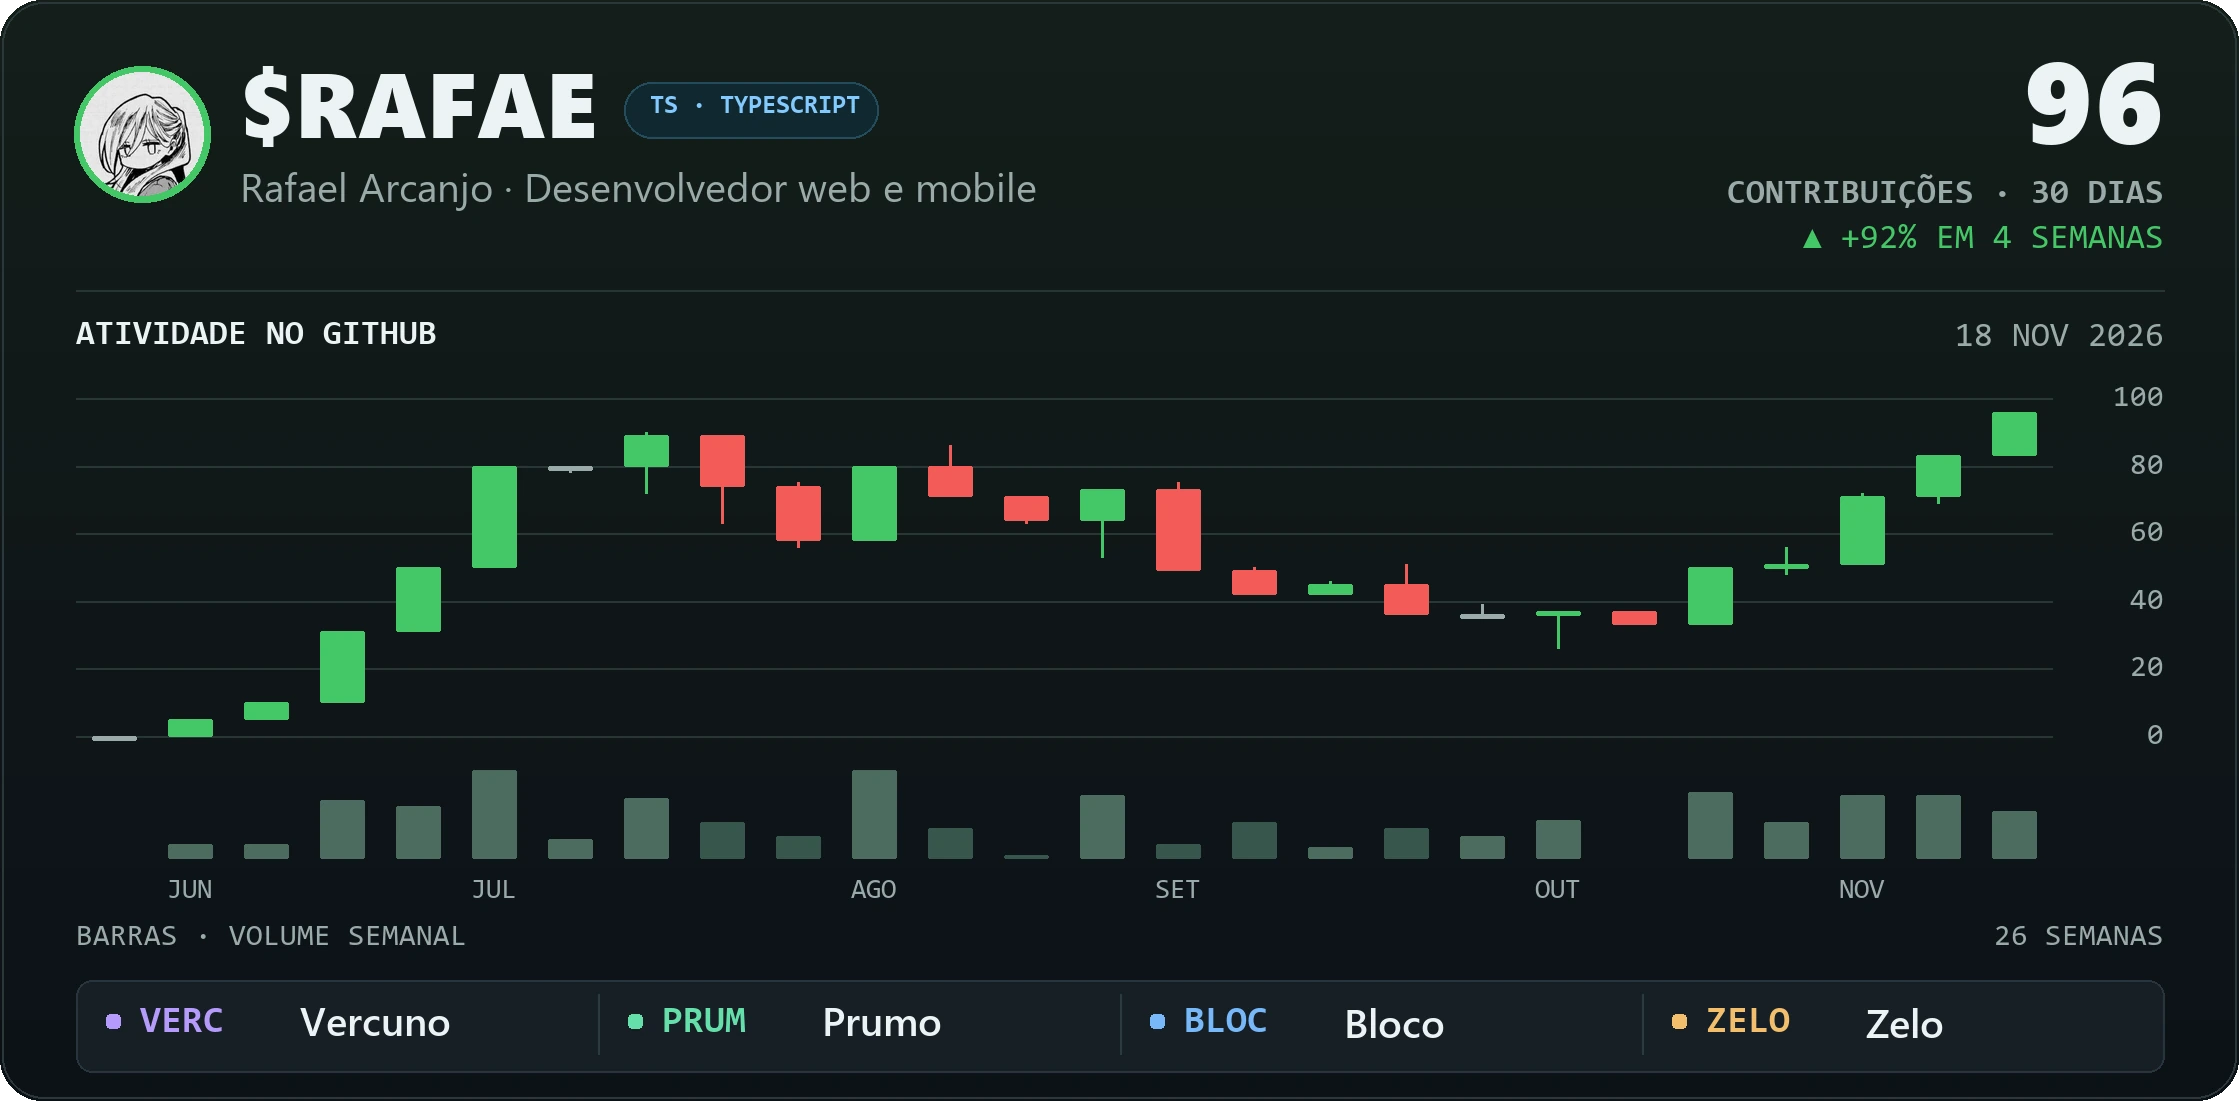 $RAFAE TS · TYPESCRIPT
Rafael Arcanjo · Desenvolvedor web e mobile
96
CONTRIBUIÇÕES · 30 DIAS
▲ +92% EM 4 SEMANAS
ATIVIDADE NO GITHUB
18 NOV 2026
100
80
60
40
20
0
JUN JUL AGO SET OUT NOV
BARRAS · VOLUME SEMANAL
26 SEMANAS
VERC Vercuno PRUM Prumo BLOC Bloco ZELO Zelo